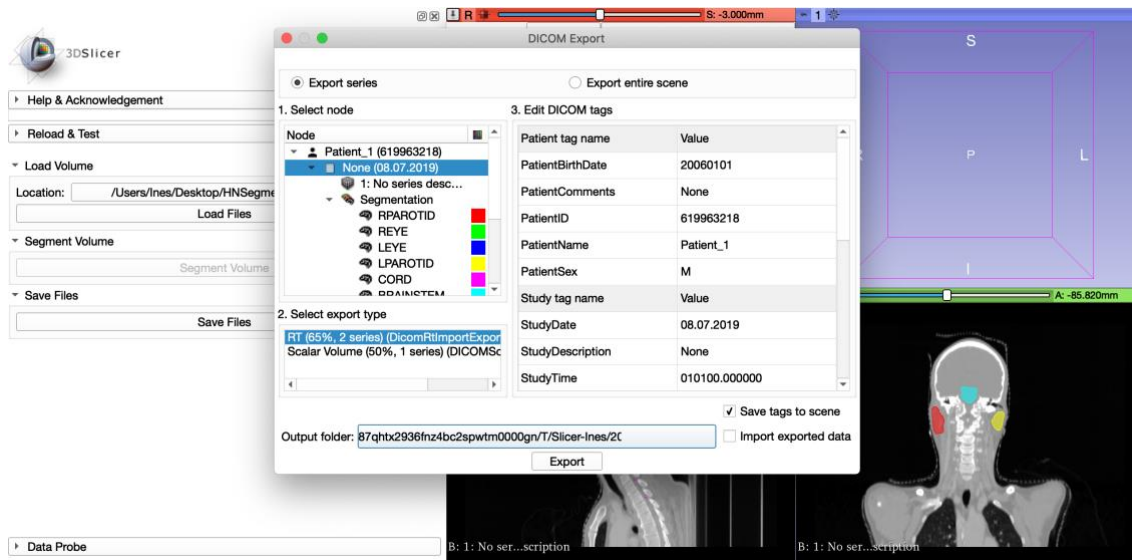 R S: -3.000mm
1
DICOM Export
3DSlicer
Help & Acknowledgement
Reload & Test
Load Volume
Location: /Users/Ines/Desktop/HNSegme
Load Files
Segment Volume
Segment Volume
Save Files
Save Files
Data Probe
Export series Export entire scene
1. Select node
Node
Patient_1 (619963218)
None (08.07.2019)
1: No series desc...
Segmentation
RPAROTID
REYE
LEYE
LPAROTID
CORD
BRAINSTEM
2. Select export type
RT (65%, 2 series) (DicomRtImportExpor
Scalar Volume (50%, 1 series) (DICOMSc
3. Edit DICOM tags
Patient tag name Value
PatientBirthDate 20060101
PatientComments None
PatientID 619963218
PatientName Patient_1
PatientSex M
Study tag name Value
StudyDate 08.07.2019
StudyDescription None
StudyTime 010100.000000
Save tags to scene
Output folder: 87qhtx2936fnz4bc2spwtm0000gn/T/Slicer-Ines/20
Import exported data
Export
S
P
L
I
A: -85.820mm
B: 1: No ser...scription
B: 1: No ser...scription